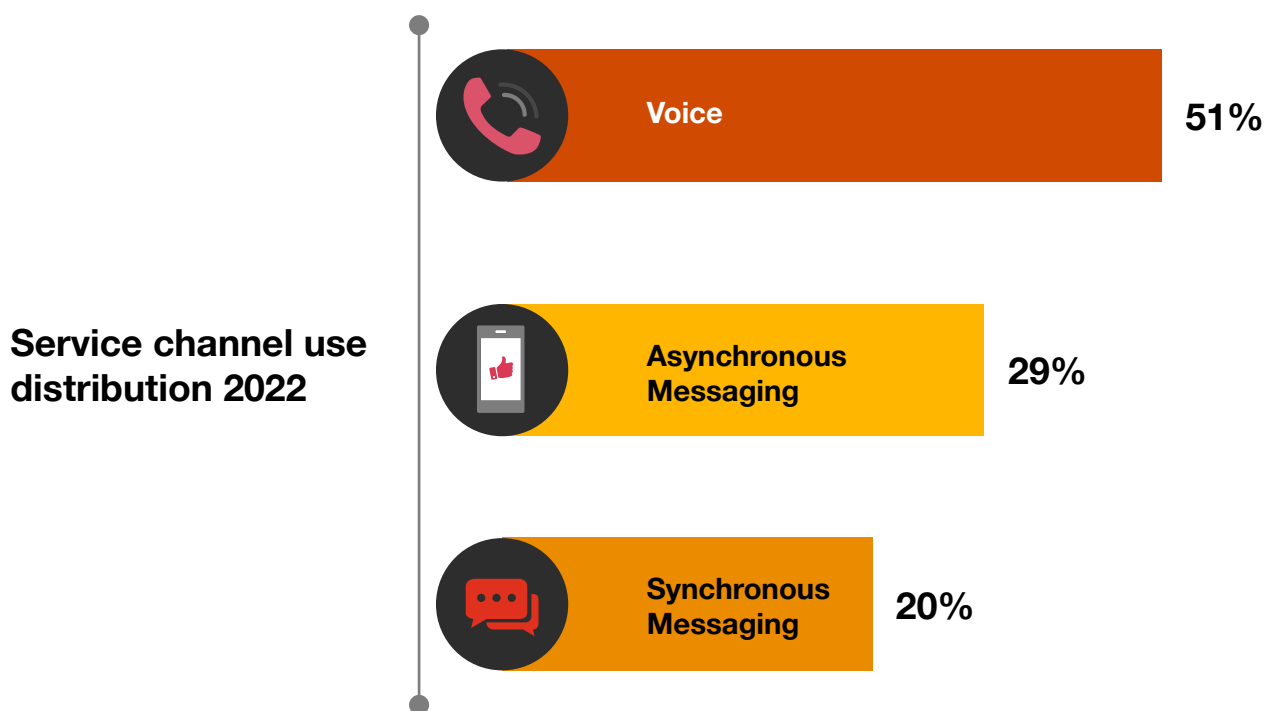 Service channel use
distribution 2022
Voice
51%
Asynchronous
Messaging
29%
Synchronous
Messaging
20%